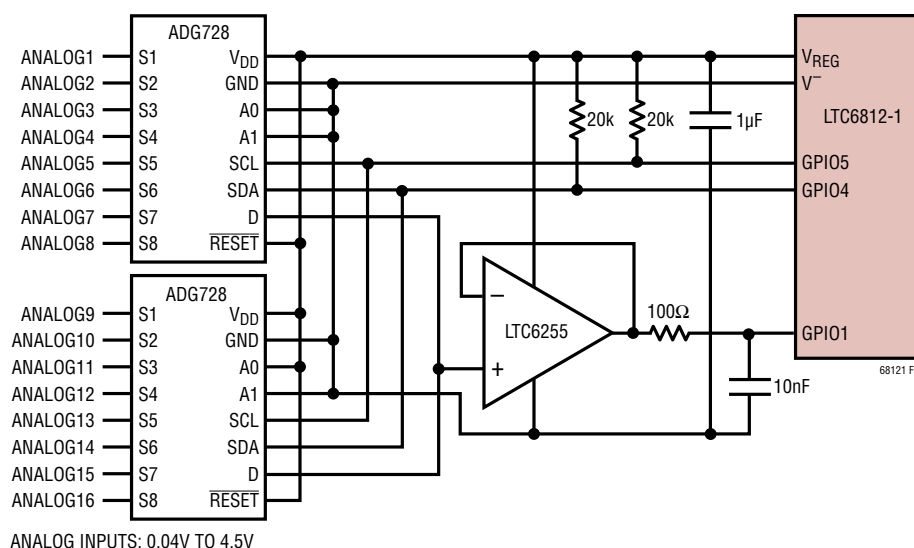 ADG728
ANALOG1 S1 VDD
ANALOG2 S2 GND
ANALOG3 S3 A0
ANALOG4 S4 A1
ANALOG5 S5 SCL
ANALOG6 S6 SDA
ANALOG7 S7 D
ANALOG8 S8 RESET
ADG728
ANALOG9 S1 VDD
ANALOG10 S2 GND
ANALOG11 S3 A0
ANALOG12 S4 A1
ANALOG13 S5 SCL
ANALOG14 S6 SDA
ANALOG15 S7 D
ANALOG16 S8 RESET
ANALOG INPUTS: 0.04V TO 4.5V
20k
20k
1µF
−
LTC6255
+
100Ω
10nF
VREG
V−
LTC6812-1
GPIO5
GPIO4
GPIO1
68121 F